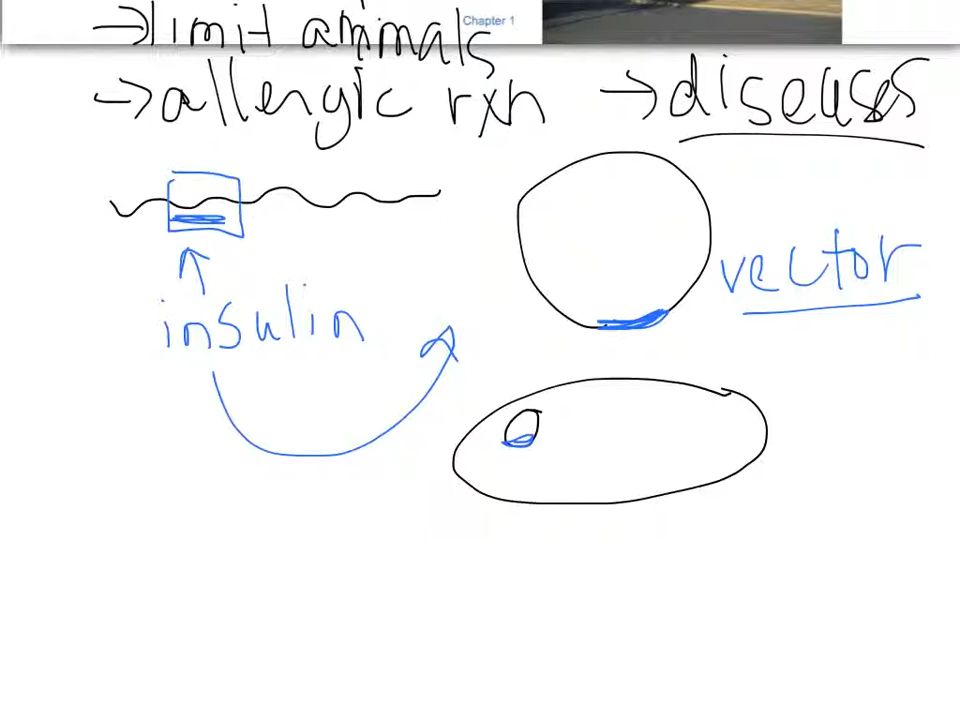 Chapter 1
→limit animals
→allergic rxn →diseases
vector
insulin